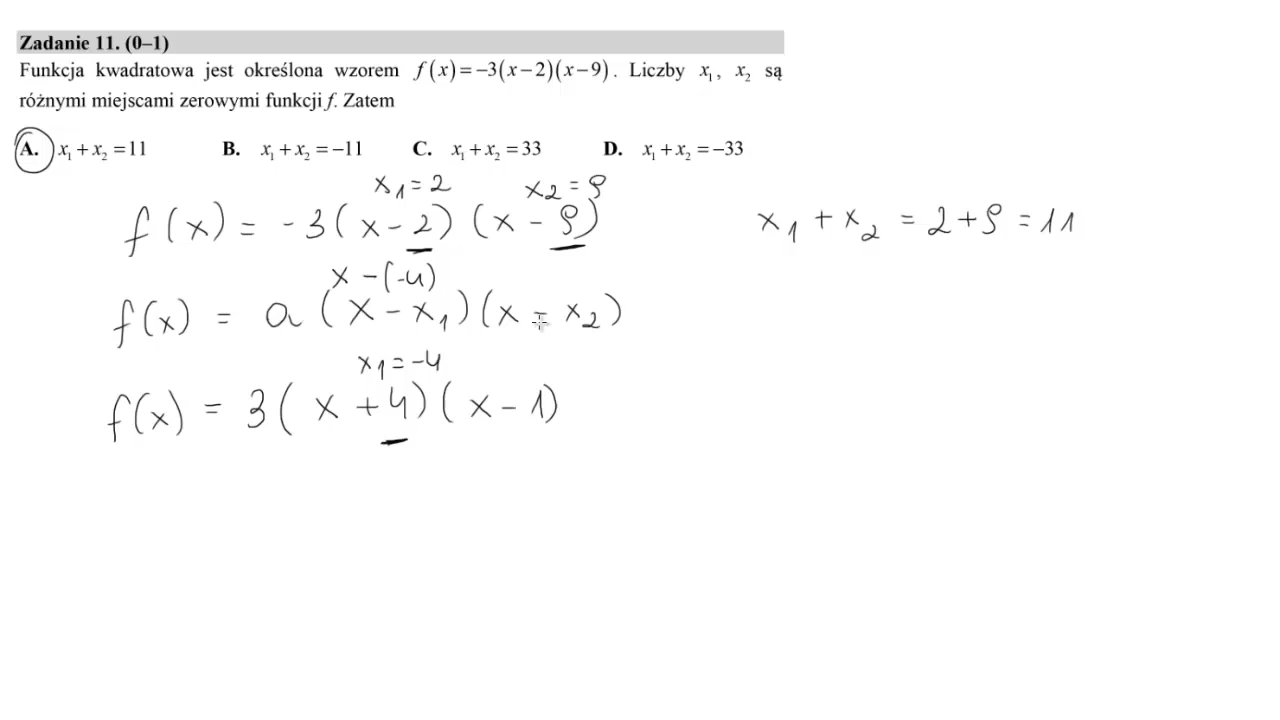 Zadanie 11. (0–1)
Funkcja kwadratowa jest określona wzorem f(x)=−3(x−2)(x−9). Liczby x₁, x₂ są
różnymi miejscami zerowymi funkcji f. Zatem
A. x₁+x₂=11 B. x₁+x₂=−11 C. x₁+x₂=33 D. x₁+x₂=−33
x₁=2 x₂=9
f(x) = -3(x-2)(x-9) x₁+x₂ = 2+9 = 11
x-(-4)
f(x) = a(x-x₁)(x-x₂)
x₁=-4
f(x) = 3(x+4)(x-1)